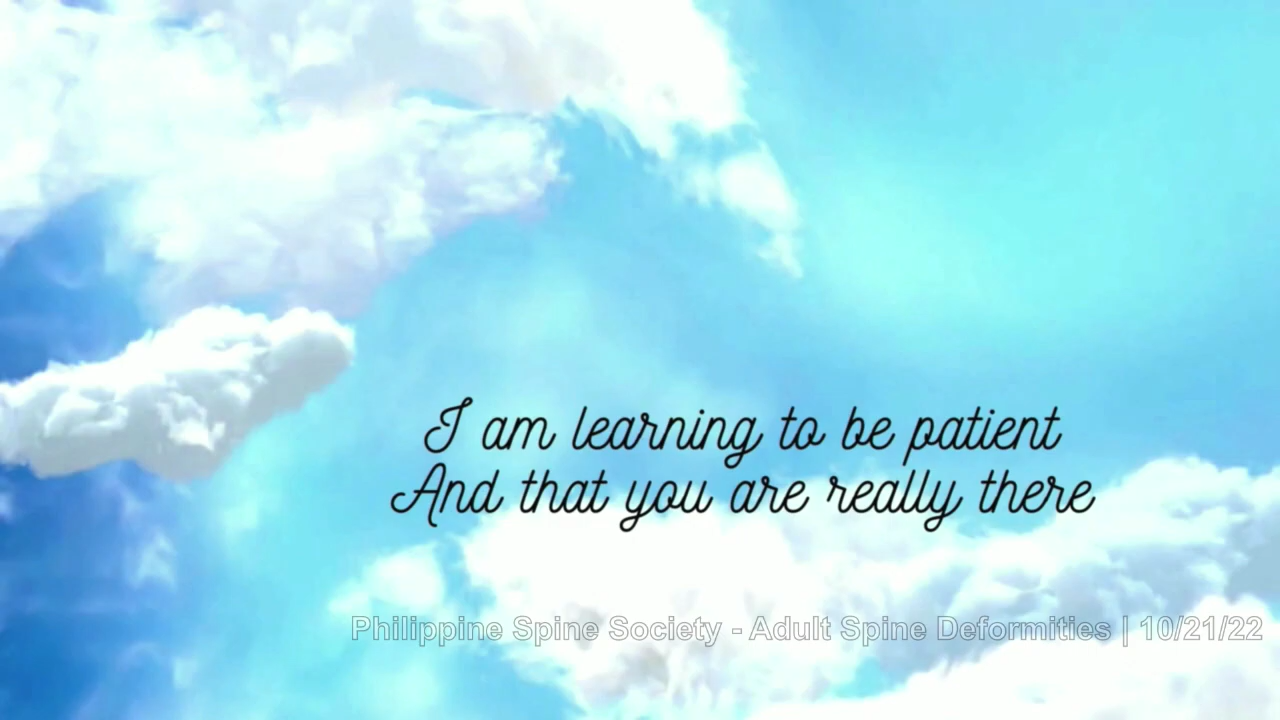 I am learning to be patient
And that you are really there
Philippine Spine Society - Adult Spine Deformities | 10/21/22